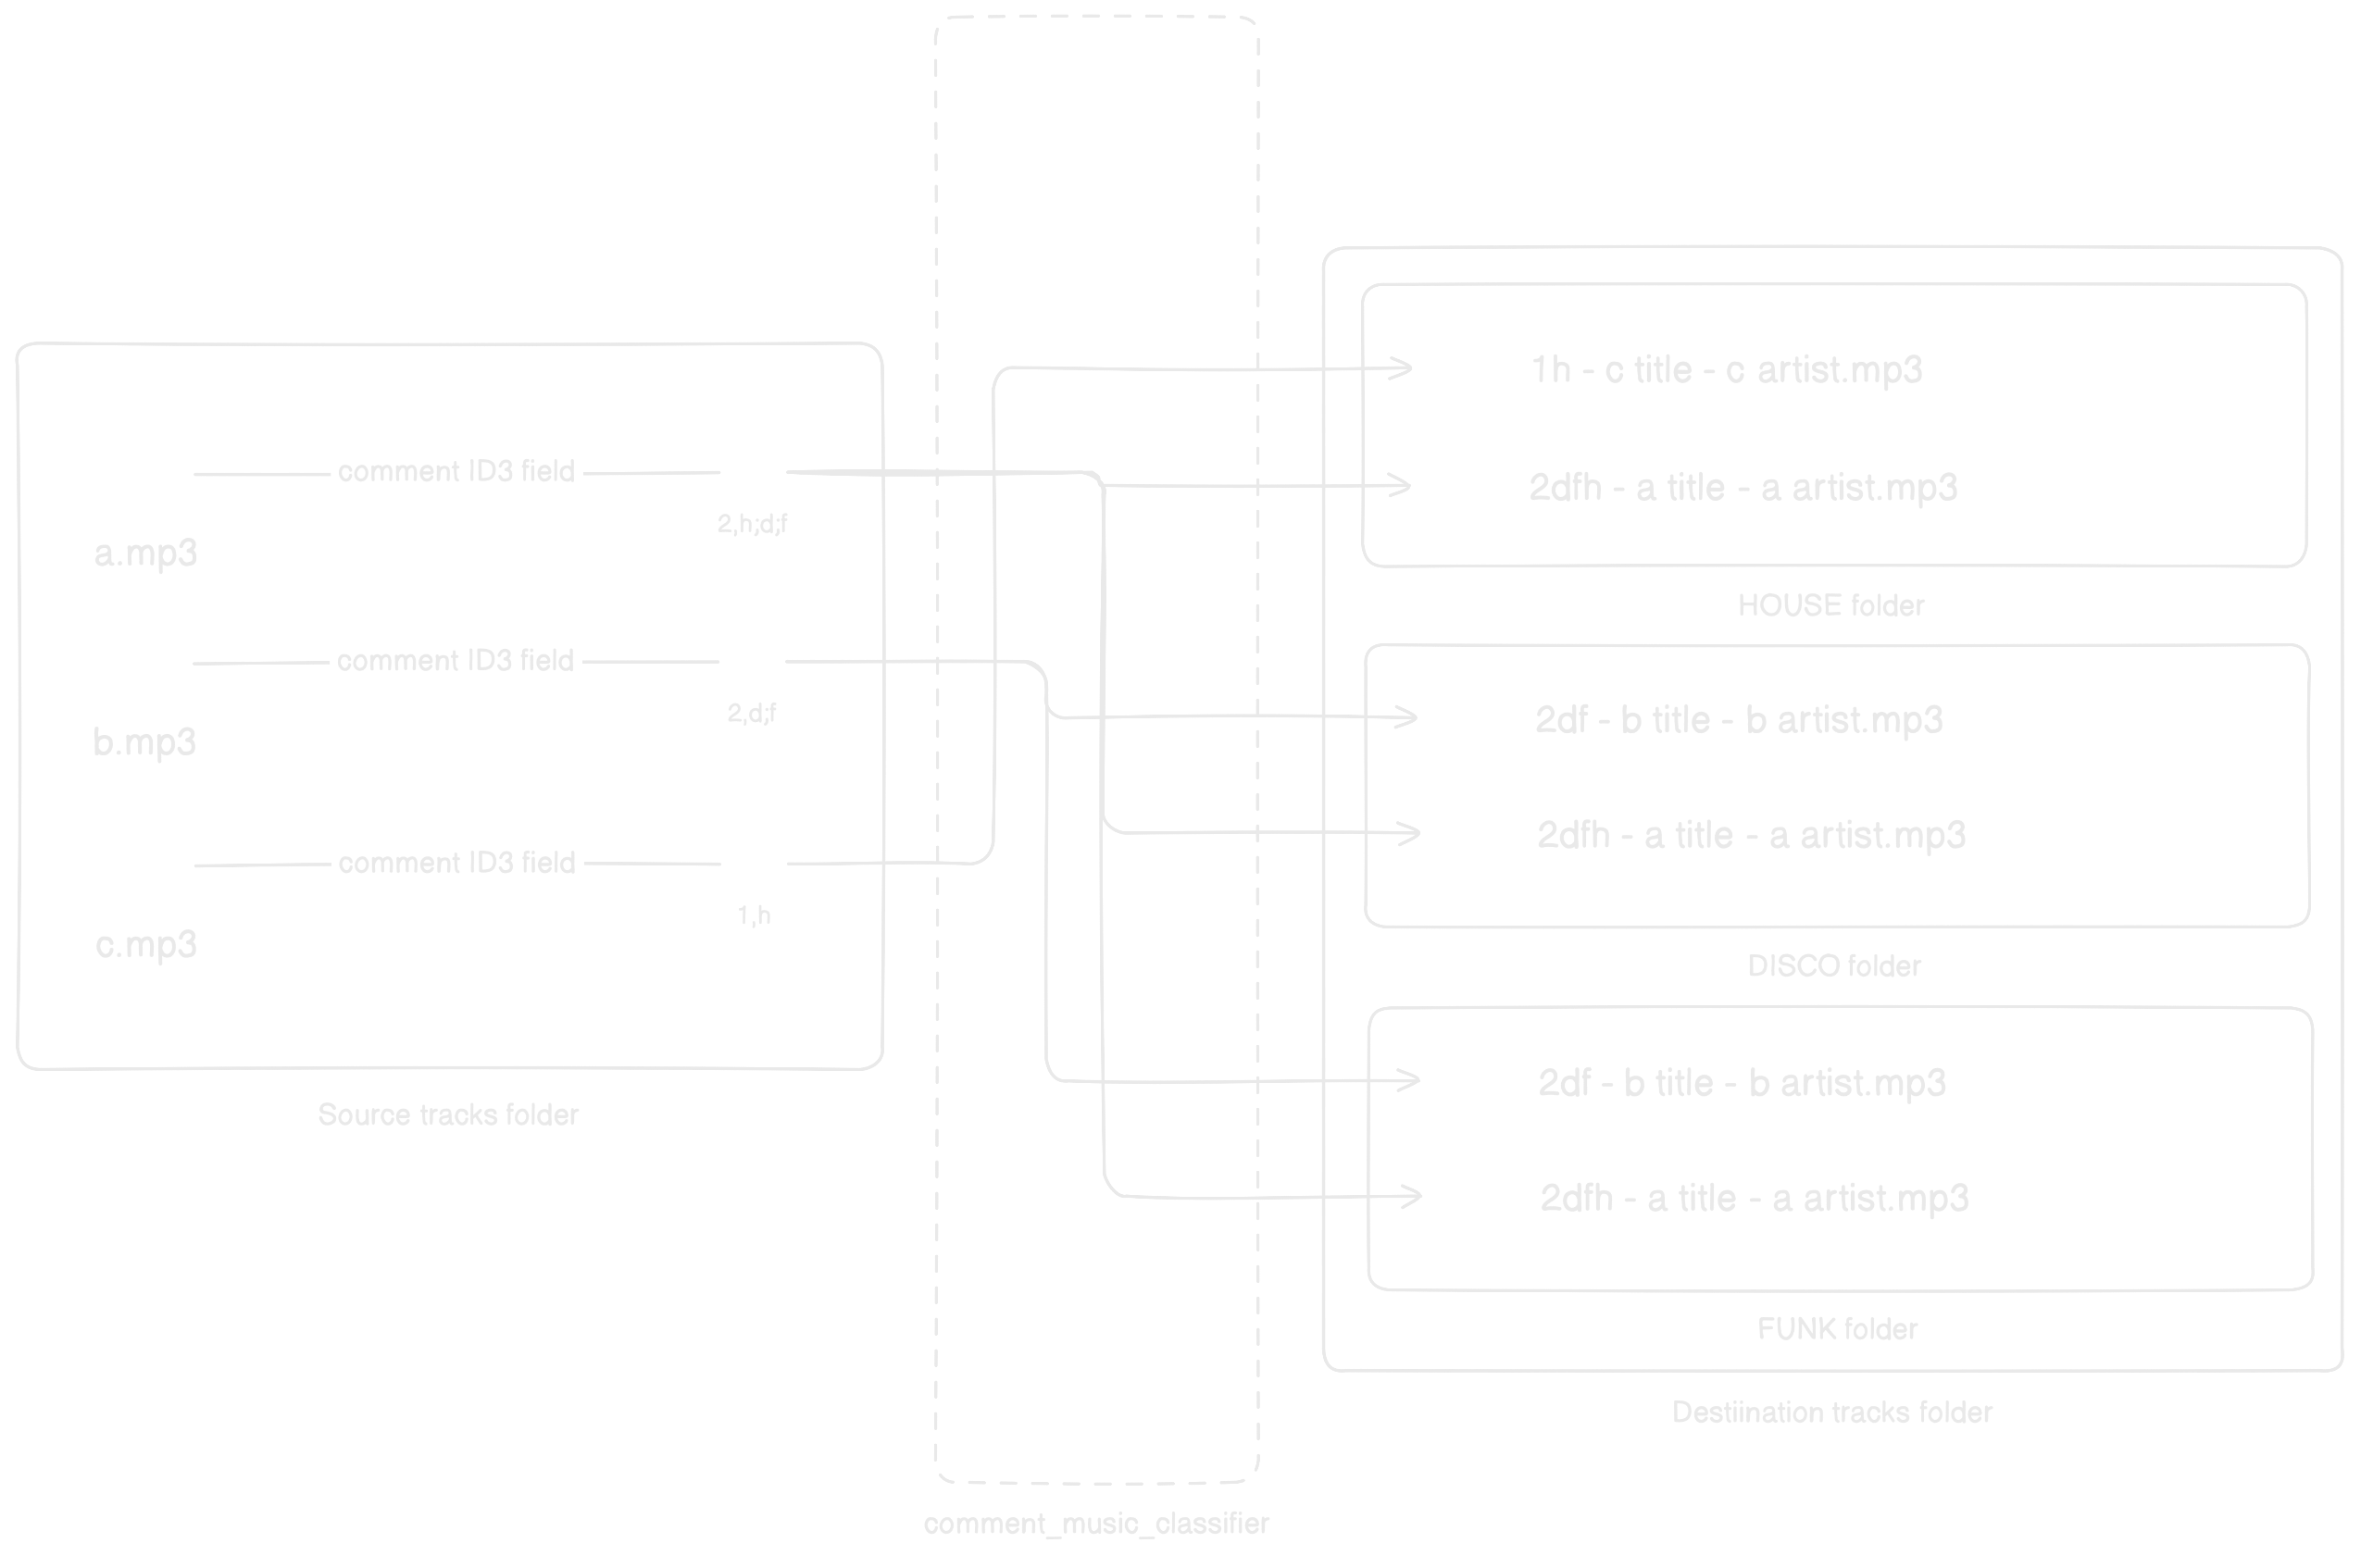 comment ID3 field
2,h;d;f
a.mp3
comment ID3 field
2,d;f
b.mp3
comment ID3 field
1,h
c.mp3
Source tracks folder
comment_music_classifier
1h - c title - c artist.mp3
2dfh - a title - a artist.mp3
HOUSE folder
2df - b title - b artist.mp3
2dfh - a title - a artist.mp3
DISCO folder
2df - b title - b artist.mp3
2dfh - a title - a artist.mp3
FUNK folder
Destiination tracks folder